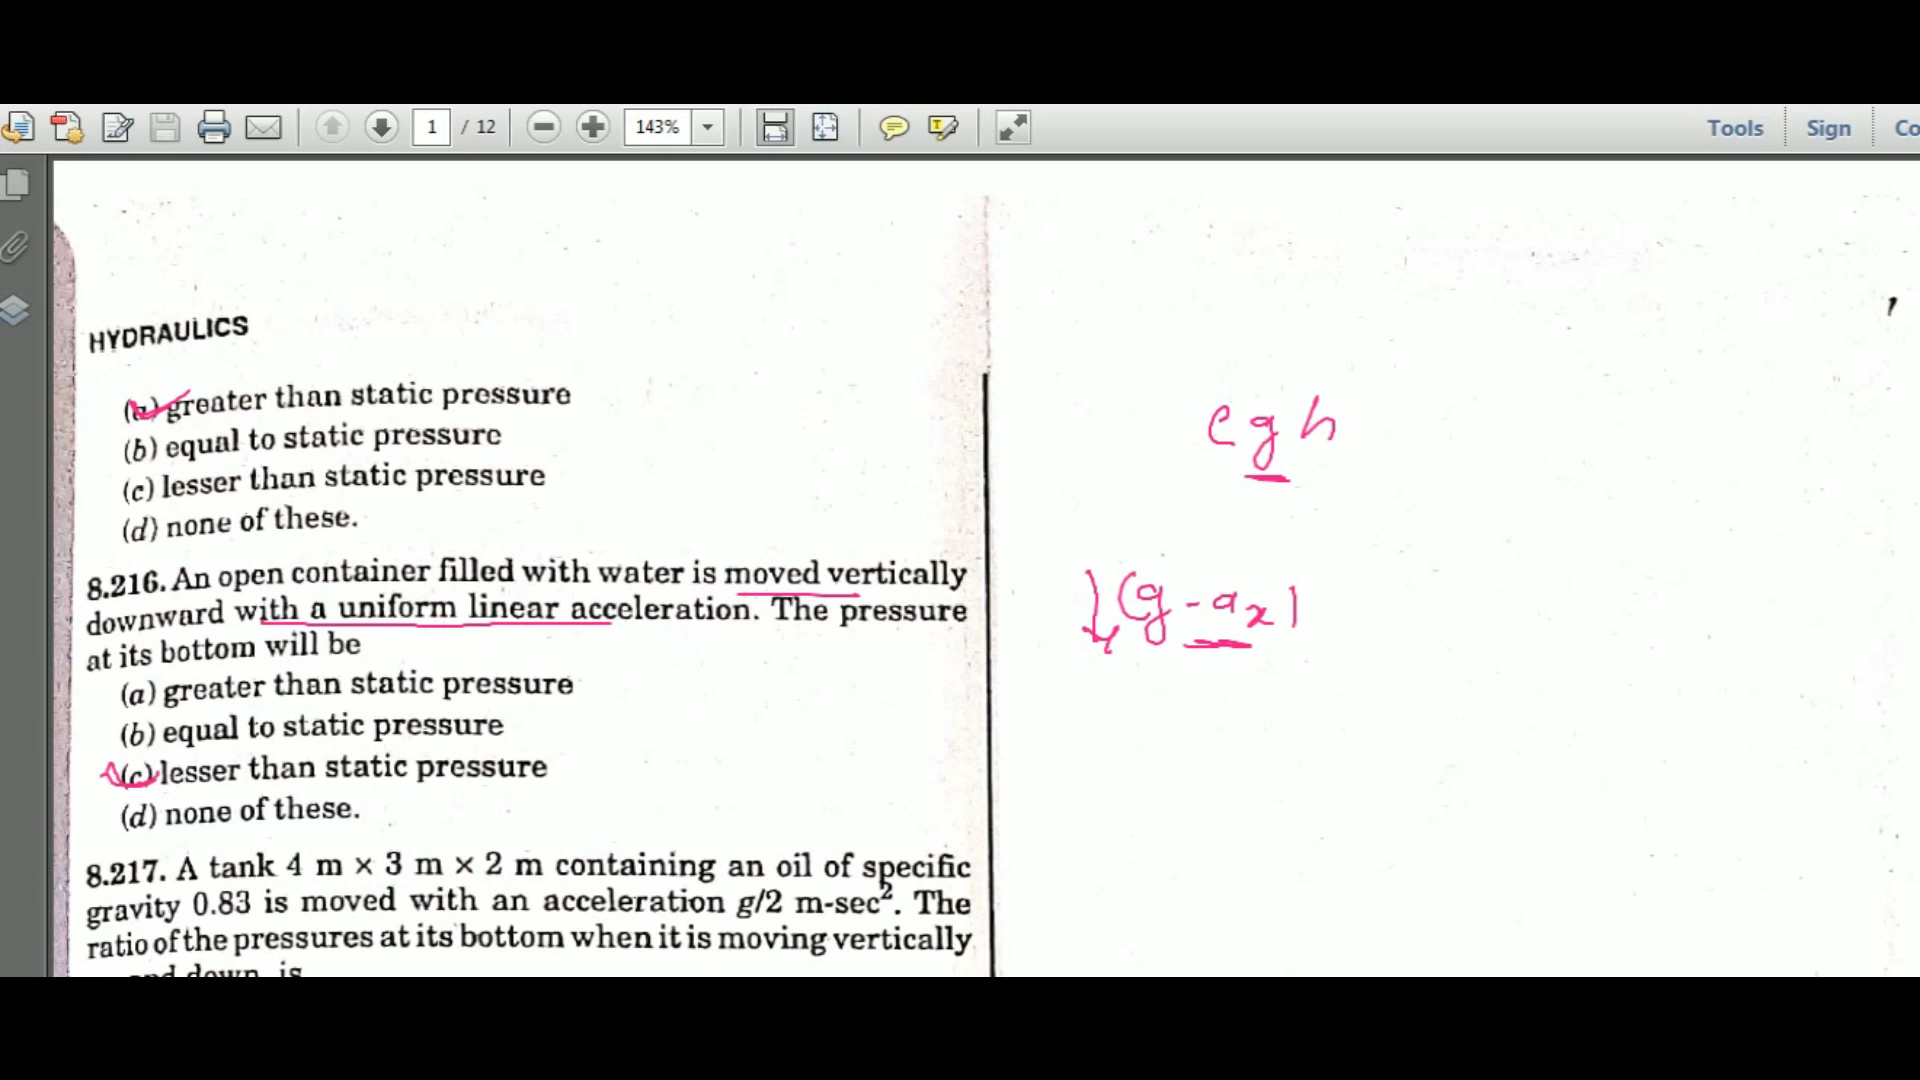 1 / 12 143% Tools Sign Co
HYDRAULICS
(a) greater than static pressure
(b) equal to static pressure
(c) lesser than static pressure
(d) none of these.
8.216. An open container filled with water is moved vertically
downward with a uniform linear acceleration. The pressure
at its bottom will be
(a) greater than static pressure
(b) equal to static pressure
(c) lesser than static pressure
(d) none of these.
8.217. A tank 4 m × 3 m × 2 m containing an oil of specific
gravity 0.83 is moved with an acceleration g/2 m-sec². The
ratio of the pressures at its bottom when it is moving vertically
down is
g h
(g - a x)